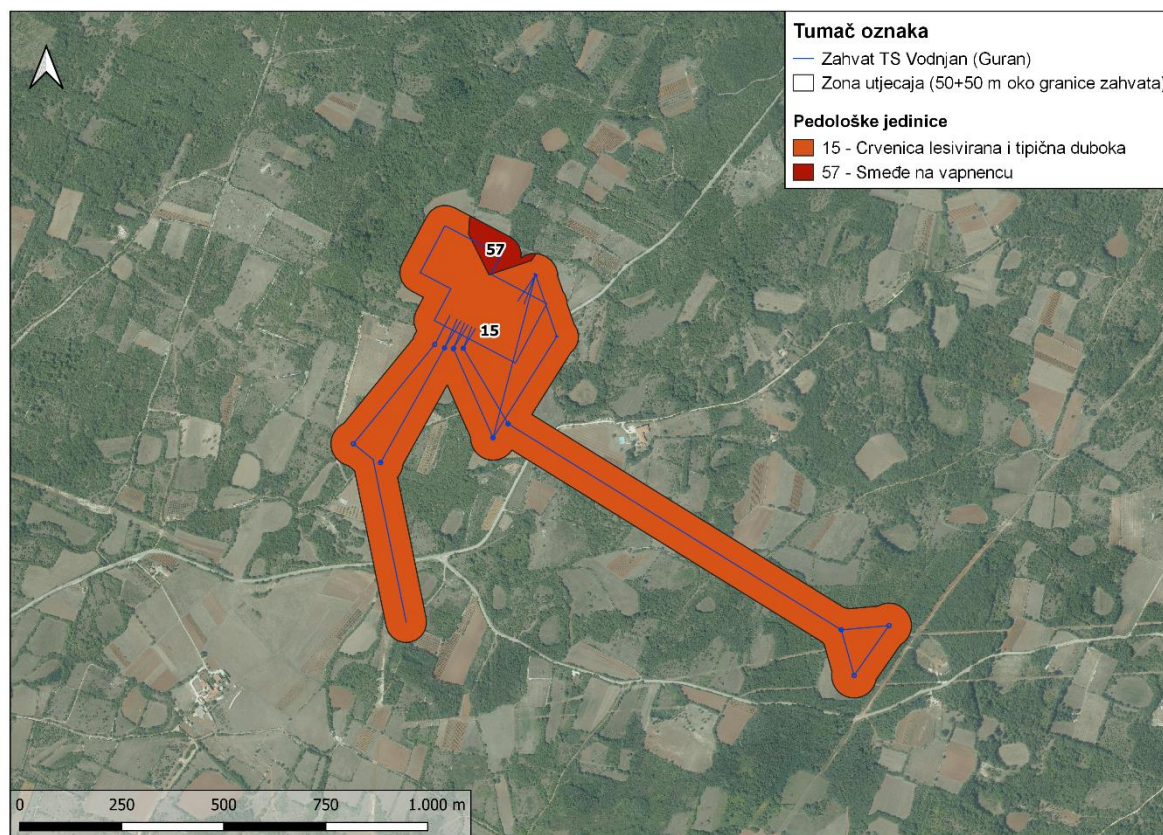 Tumač oznaka
Zahvat TS Vodnjan (Guran)
Zona utjecaja (50+50 m oko granice zahvata)
Pedološke jedinice
15 - Crvenica lesivirana i tipična duboka
57 - Smeđe na vapnencu
57
15
0 250 500 750 1.000 m